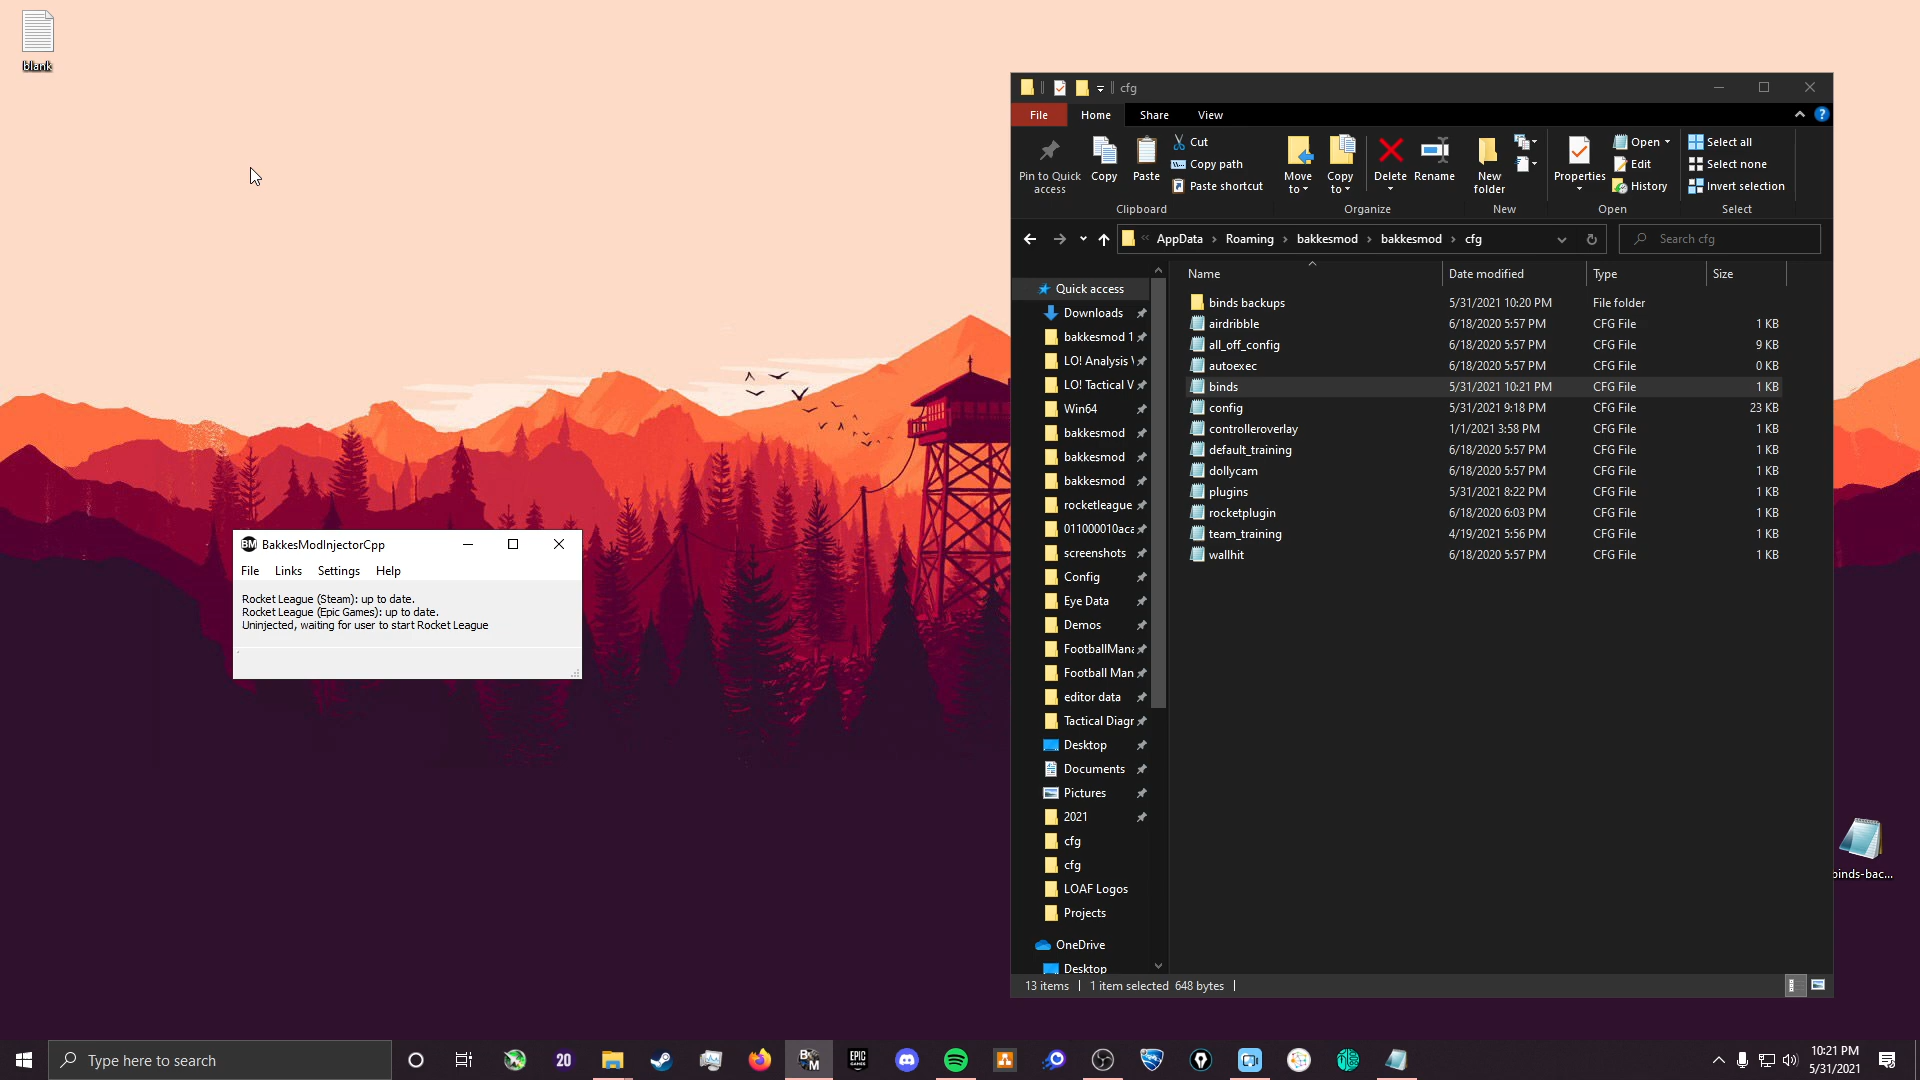 blank
cfg
File
Home
Share
View
Pin to Quick access
Copy
Paste
Cut
Copy path
Paste shortcut
Clipboard
Move to
Copy to
Delete
Rename
Organize
New folder
New
Properties
Open
Edit
History
Open
Select all
Select none
Invert selection
Select
AppData
Roaming
bakkesmod
bakkesmod
cfg
Search cfg
Name
Date modified
Type
Size
binds backups 5/31/2021 10:20 PM File folder
airdribble 6/18/2020 5:57 PM CFG File 1 KB
all_off_config 6/18/2020 5:57 PM CFG File 9 KB
autoexec 6/18/2020 5:57 PM CFG File 0 KB
binds 5/31/2021 10:21 PM CFG File 1 KB
config 5/31/2021 9:18 PM CFG File 23 KB
controlleroverlay 1/1/2021 3:58 PM CFG File 1 KB
default_training 6/18/2020 5:57 PM CFG File 1 KB
dollycam 6/18/2020 5:57 PM CFG File 1 KB
plugins 5/31/2021 8:22 PM CFG File 1 KB
rocketplugin 6/18/2020 6:03 PM CFG File 1 KB
team_training 4/19/2021 5:56 PM CFG File 1 KB
wallhit 6/18/2020 5:57 PM CFG File 1 KB
Quick access
Downloads
bakkesmod 1
LO! Analysis
LO! Tactical V
Win64
bakkesmod
bakkesmod
bakkesmod
rocketleague
011000010aca
screenshots
Config
Eye Data
Demos
FootballMana
Football Man
editor data
Tactical Diagr
Desktop
Documents
Pictures
2021
cfg
cfg
LOAF Logos
Projects
OneDrive
Desktop
13 items
1 item selected 648 bytes
BM BakkesModInjectorCpp
File Links Settings Help
Rocket League (Steam): up to date.
Rocket League (Epic Games): up to date.
Uninjected, waiting for user to start Rocket League
binds-bac...
Type here to search
20
EPIC GAMES
10:21 PM
5/31/2021